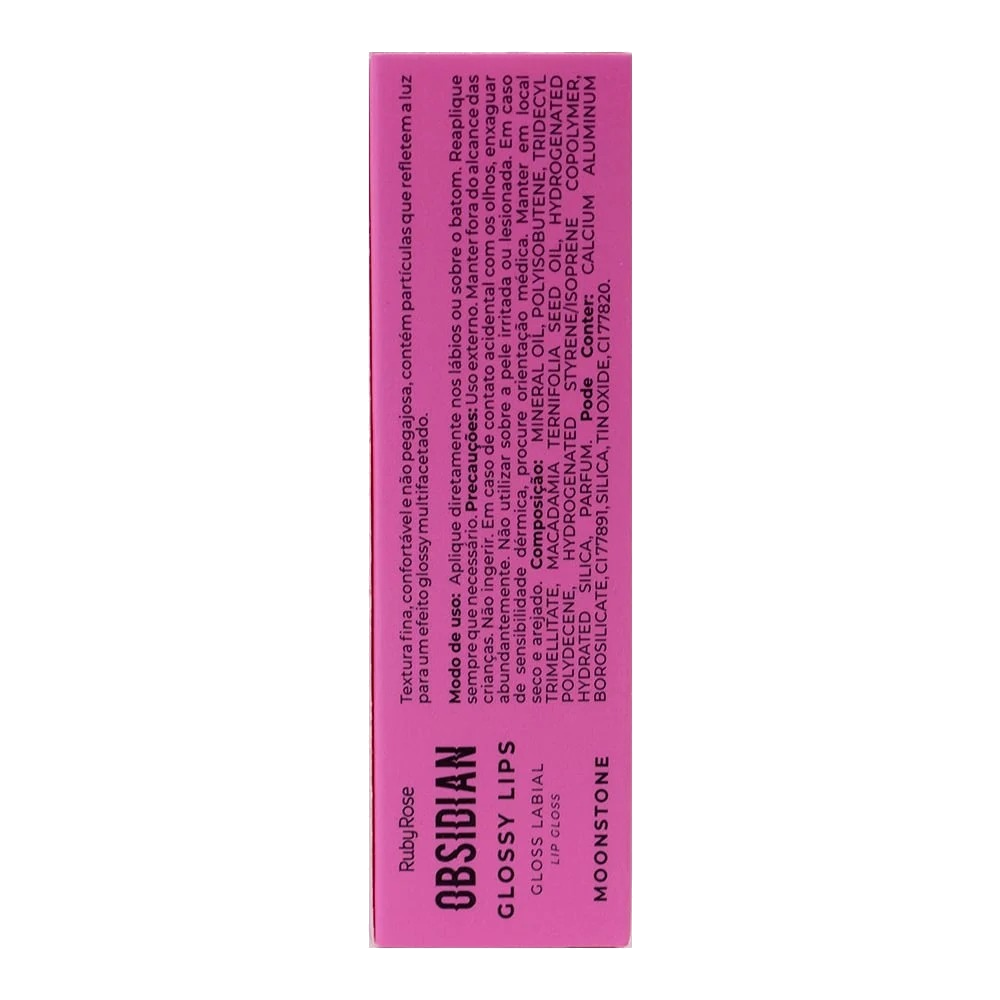 RubyRose
OBSIDIAN
GLOSSY LIPS
GLOSS LABIAL
LIP GLOSS
MOONSTONE
Textura fina, confortável e não pegajosa, contém partículas que refletem a luz
para um efeito glossy multifacetado.
Modo de uso: Aplique diretamente nos lábios ou sobre o batom. Reaplique
sempre que necessário. Precauções: Uso externo. Manter fora do alcance das
crianças. Não ingerir. Em caso de contato acidental com os olhos, enxaguar
abundantemente. Não utilizar sobre a pele irritada ou lesionada. Em caso
de sensibilidade dérmica, procure orientação médica. Manter em local
seco e arejado. Composição: MINERAL OIL, POLYISOBUTENE, TRIDECYL
TRIMELLITATE, MACADAMIA TERNIFOLIA SEED OIL, HYDROGENATED
POLYDECENE, HYDROGENATED STYRENE/ISOPRENE COPOLYMER,
HYDRATED SILICA, PARFUM. Pode Conter: CALCIUM ALUMINUM
BOROSILICATE, CI 77891, SILICA, TIN OXIDE, CI 77820.